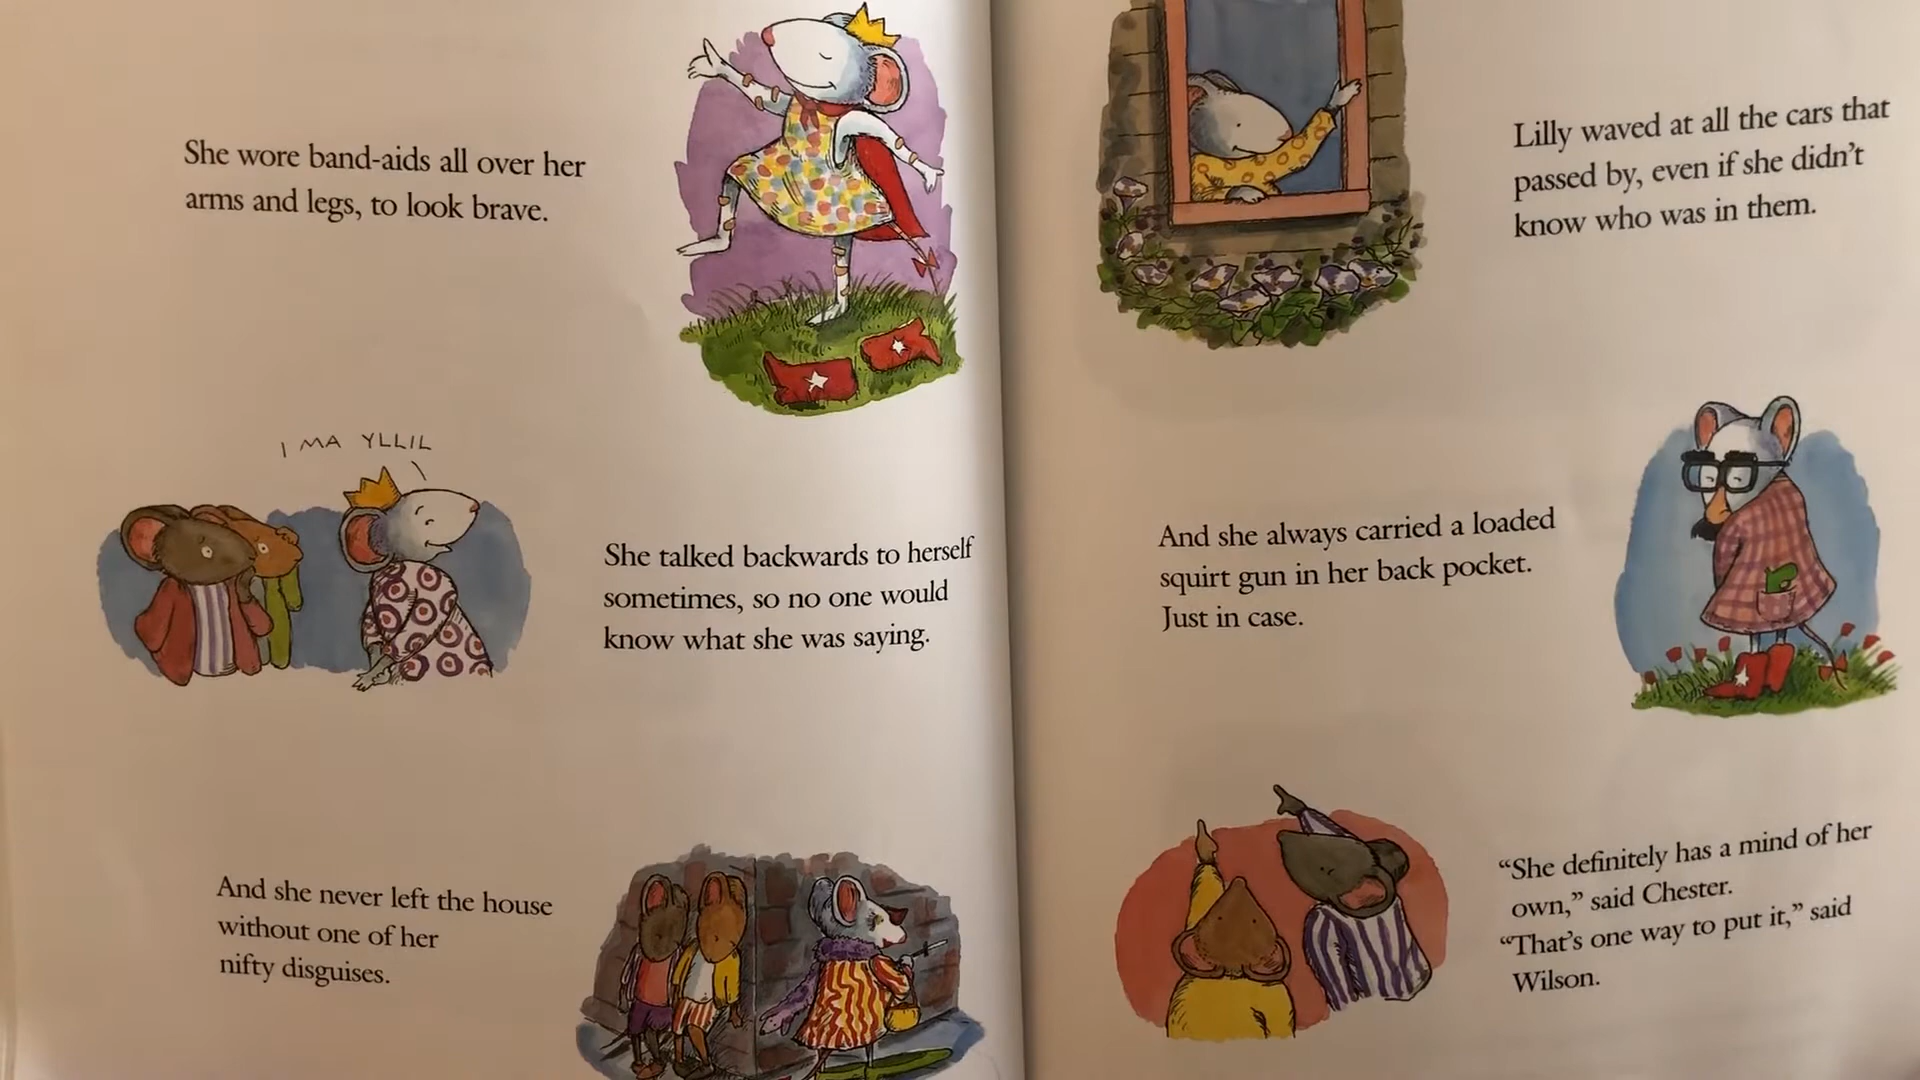 She wore band-aids all over her
arms and legs, to look brave.
I MA YLLIL
She talked backwards to herself
sometimes, so no one would
know what she was saying.
And she never left the house
without one of her
nifty disguises.
Lilly waved at all the cars that
passed by, even if she didn't
know who was in them.
And she always carried a loaded
squirt gun in her back pocket.
Just in case.
“She definitely has a mind of her
own,” said Chester.
“That's one way to put it,” said
Wilson.